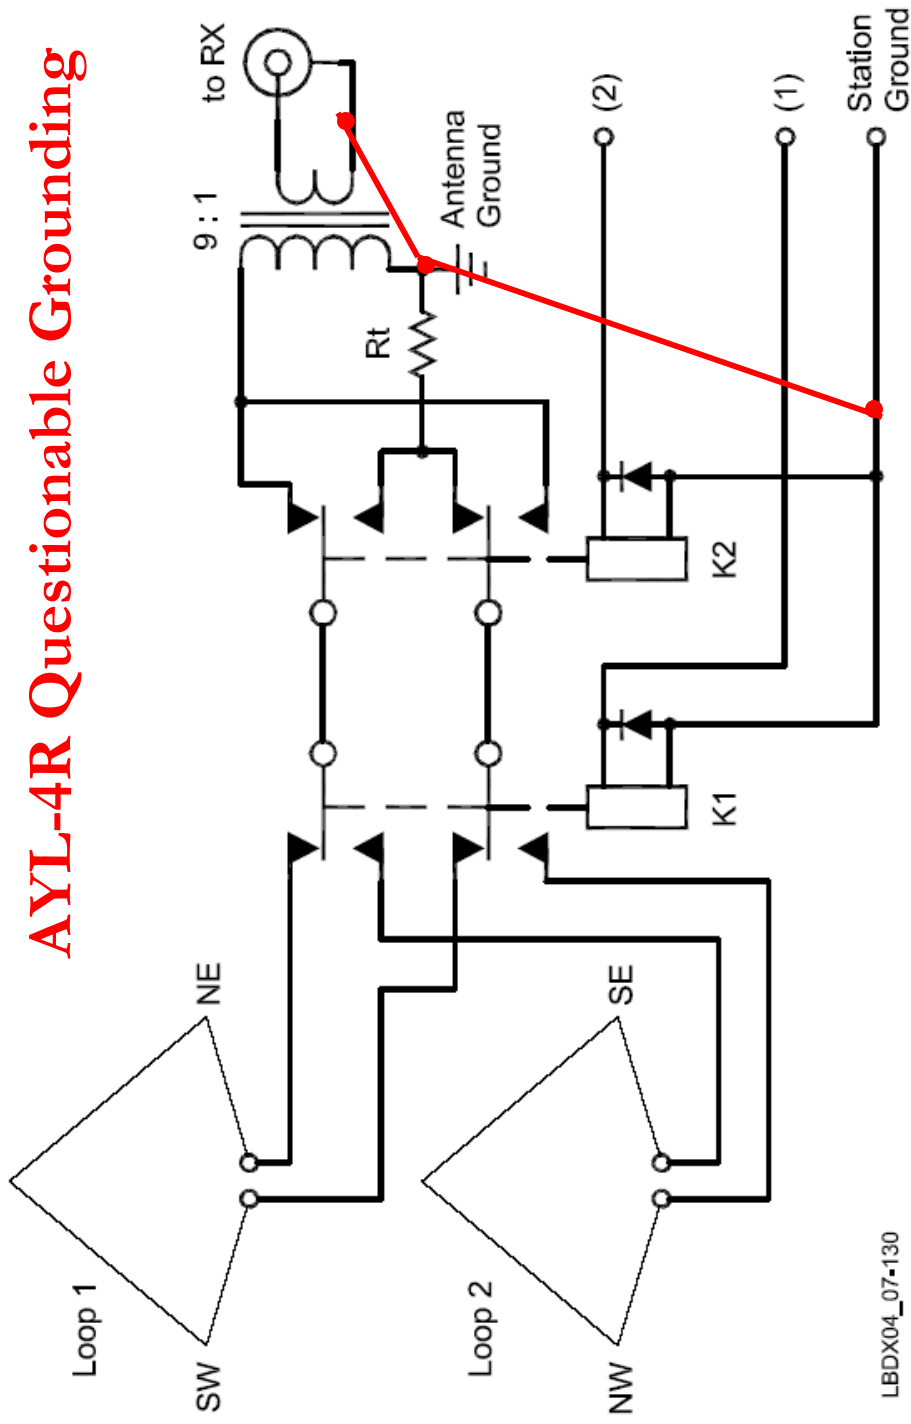 AYL-4R Questionable Grounding
Loop 1
SW
NE
9 : 1
to RX
Rt
Antenna
Ground
Loop 2
NW
SE
K1
K2
(2)
(1)
Station
Ground
LBDX04_07-130